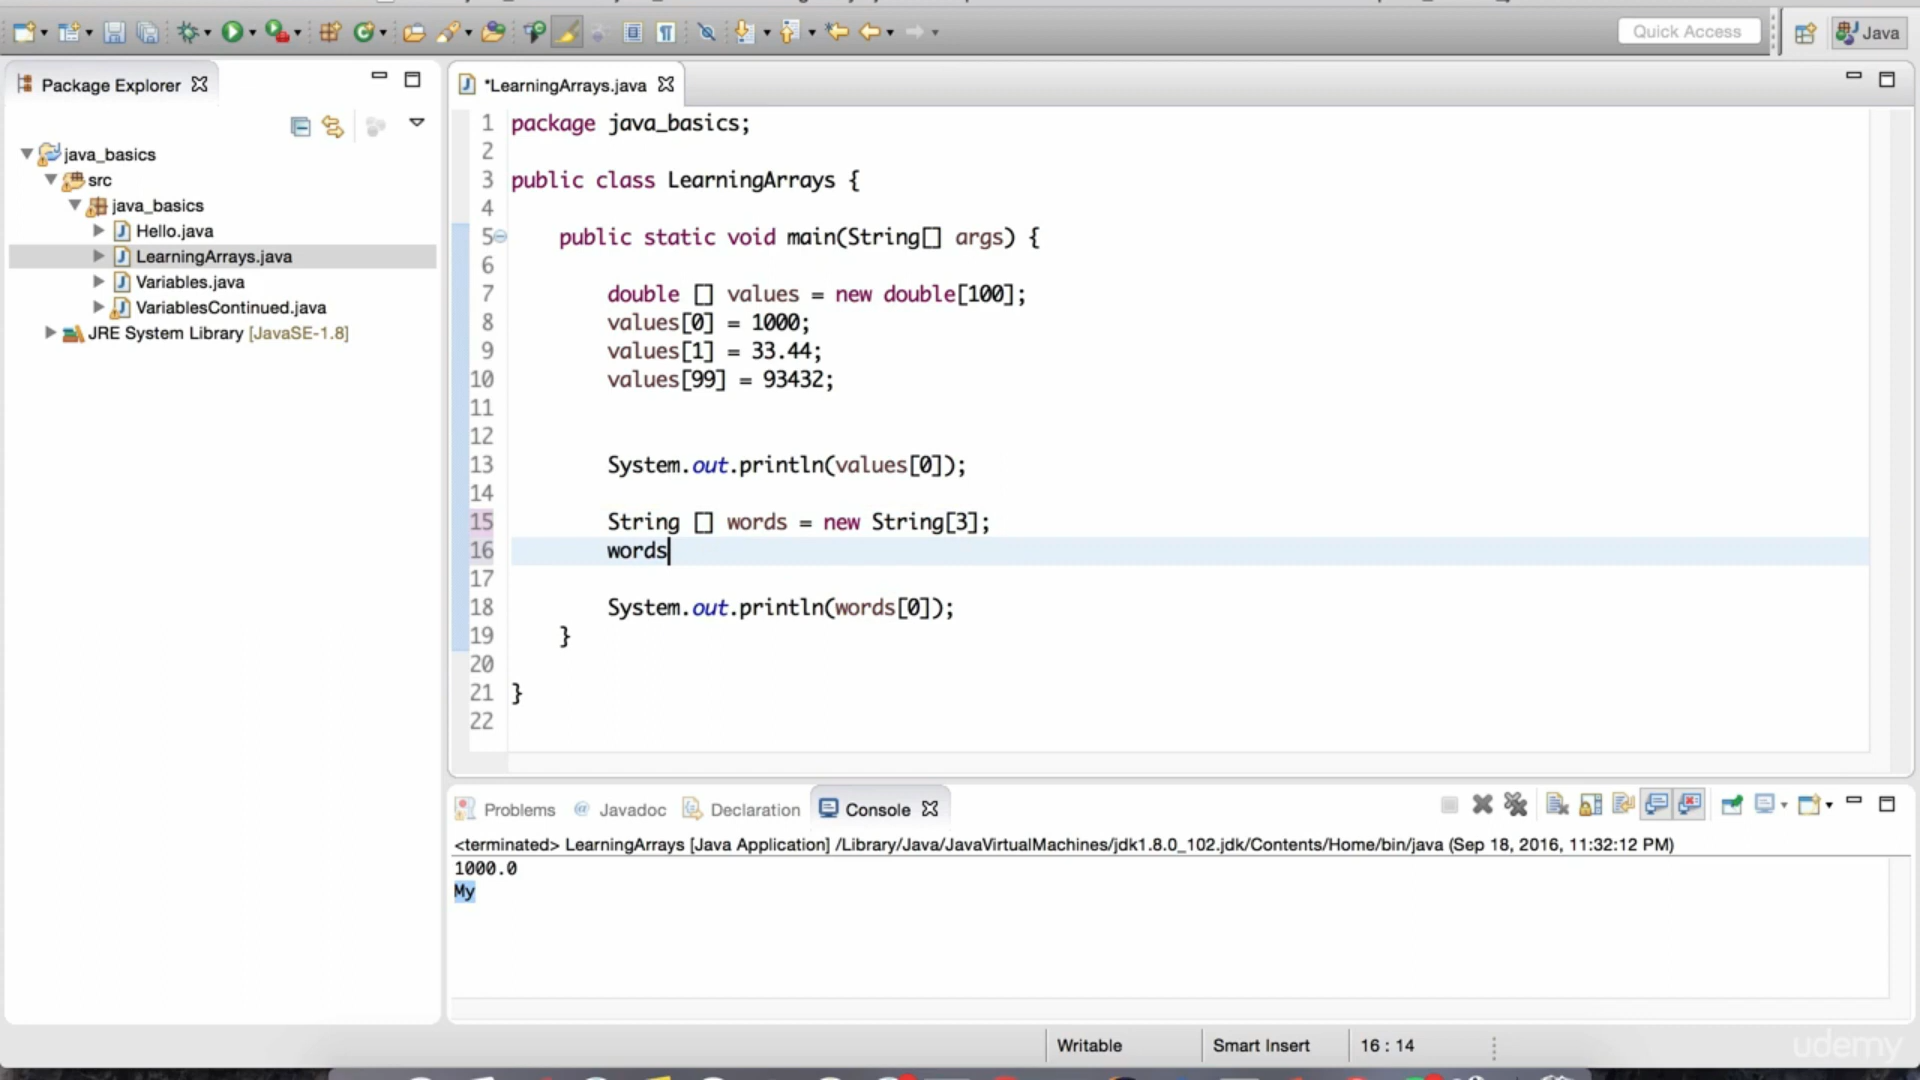 Quick Access
Java
Package Explorer
*LearningArrays.java
java_basics
src
java_basics
Hello.java
LearningArrays.java
Variables.java
VariablesContinued.java
JRE System Library [JavaSE-1.8]
1 package java_basics;
2
3 public class LearningArrays {
4
5 public static void main(String[] args) {
6
7 double [] values = new double[100];
8 values[0] = 1000;
9 values[1] = 33.44;
10 values[99] = 93432;
11
12
13 System.out.println(values[0]);
14
15 String [] words = new String[3];
16 words
17
18 System.out.println(words[0]);
19 }
20
21 }
22
Problems @ Javadoc Declaration Console
<terminated> LearningArrays [Java Application] /Library/Java/JavaVirtualMachines/jdk1.8.0_102.jdk/Contents/Home/bin/java (Sep 18, 2016, 11:32:12 PM)
1000.0
My
Writable Smart Insert 16 : 14
udemy